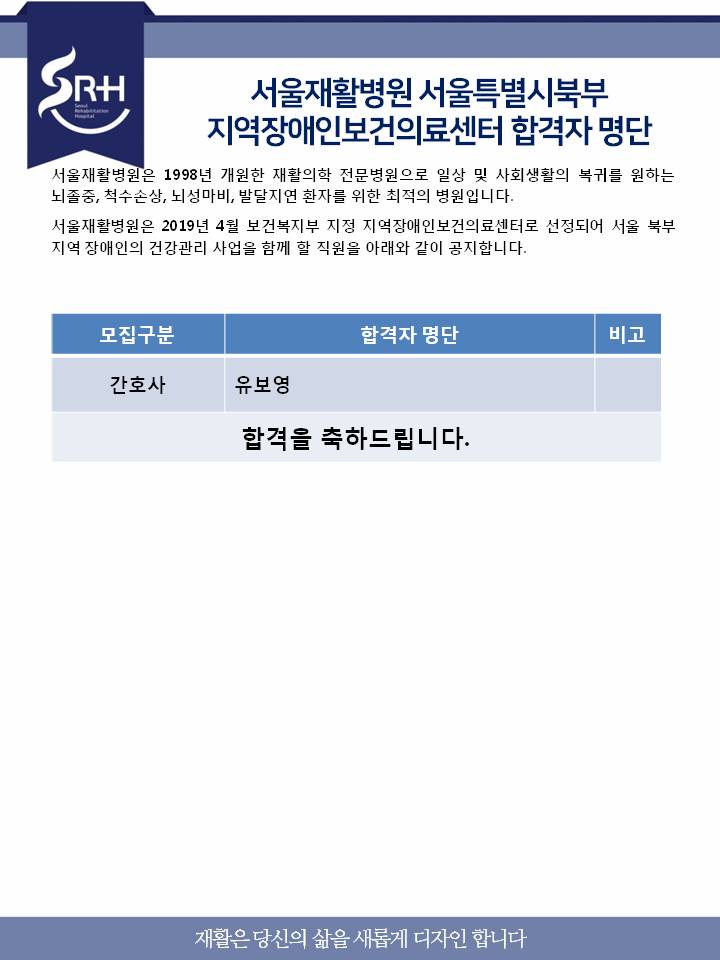 SRH
Seoul
Rehabilitation
Hospital
서울재활병원 서울특별시북부
지역장애인보건의료센터 합격자 명단
서울재활병원은 1998년 개원한 재활의학 전문병원으로 일상 및 사회생활의 복귀를 원하는
뇌졸중, 척수손상, 뇌성마비, 발달지연 환자를 위한 최적의 병원입니다.
서울재활병원은 2019년 4월 보건복지부 지정 지역장애인보건의료센터로 선정되어 서울 북부
지역 장애인의 건강관리 사업을 함께 할 직원을 아래와 같이 공지합니다.
모집구분 합격자 명단 비고
간호사 유보영
합격을 축하드립니다.
재활은 당신의 삶을 새롭게 디자인 합니다